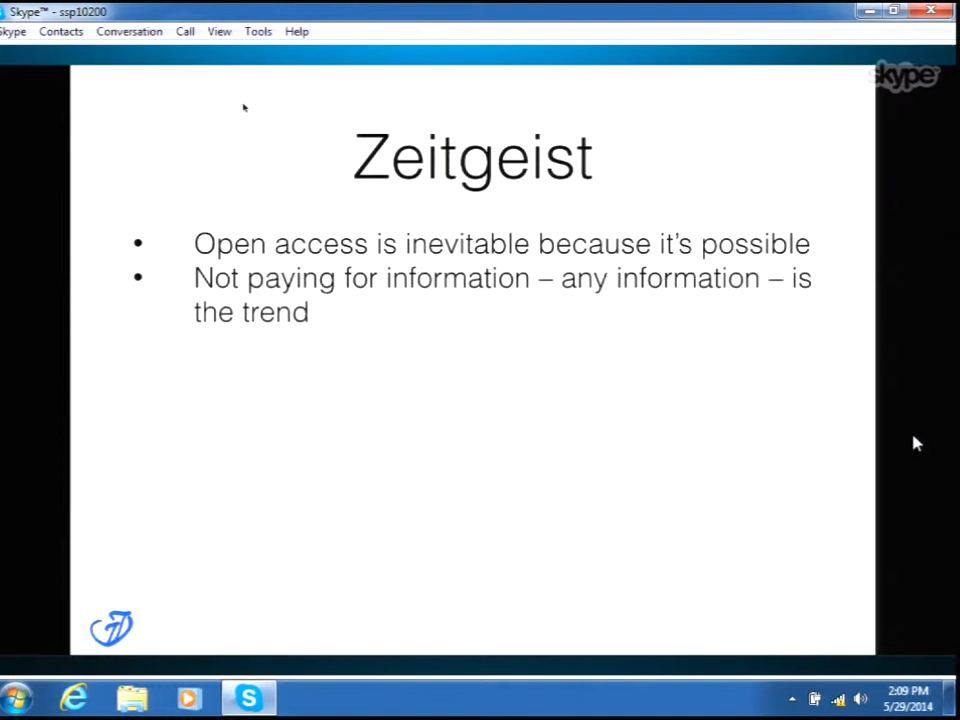 Skype™ - ssp10200
Skype Contacts Conversation Call View Tools Help
skype
Zeitgeist
• Open access is inevitable because it's possible
• Not paying for information – any information – is
the trend
2:09 PM
5/29/2014